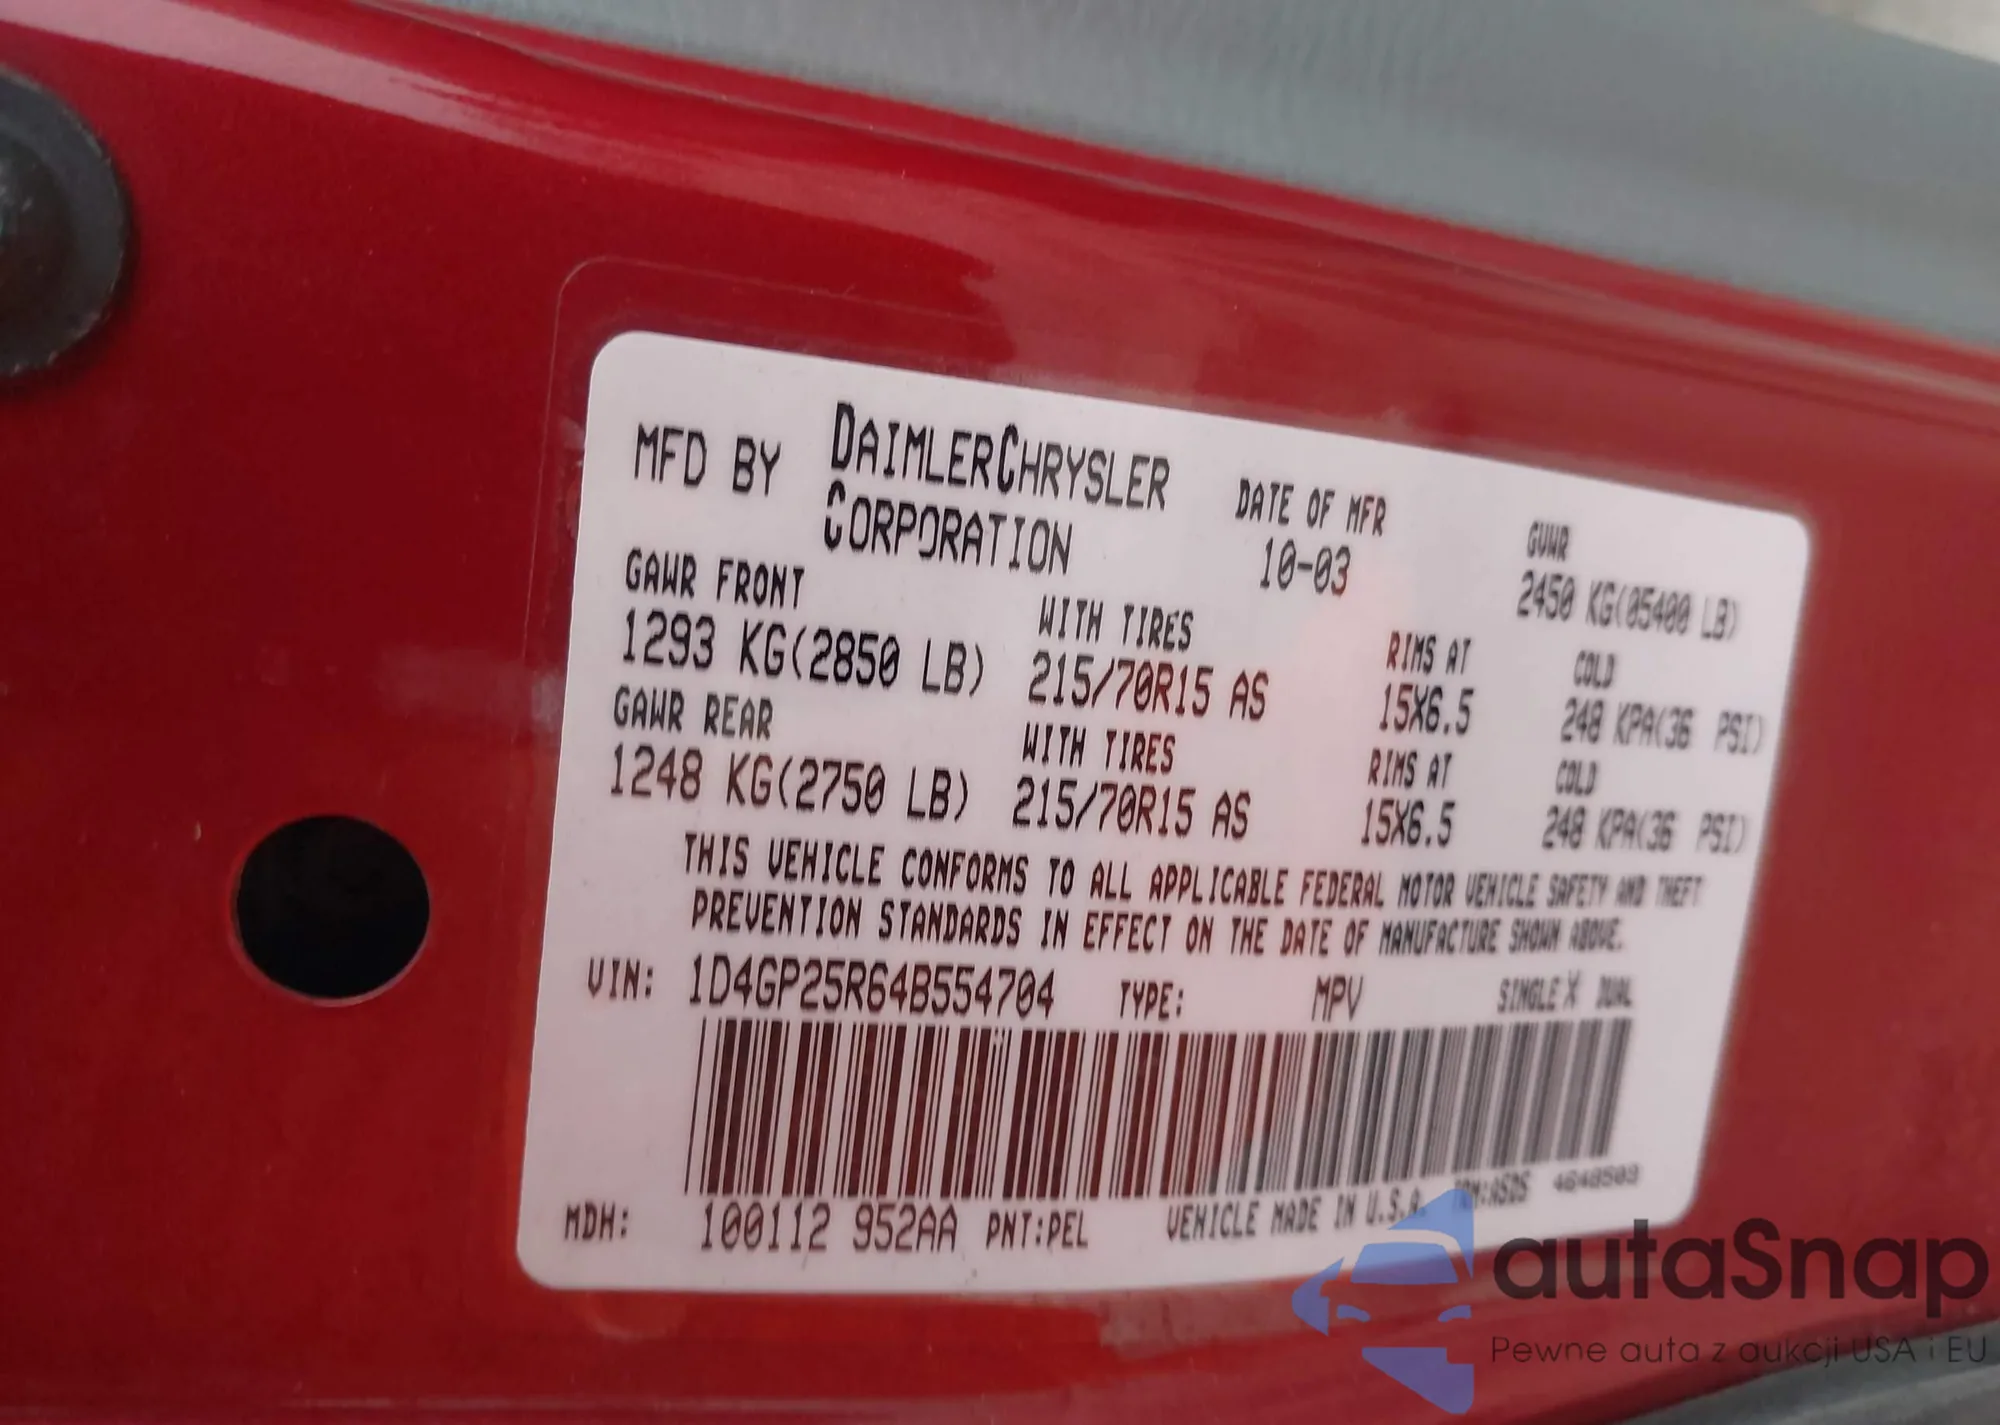 MFD BY DAIMLERCHRYSLER CORPORATION
DATE OF MFR 10-03
GVWR 2450 KG(05400 LB)
GAWR FRONT WITH TIRES RIMS AT COLD
1293 KG(2850 LB) 215/70R15 AS 15X6.5 248 KPA(36 PSI)
GAWR REAR WITH TIRES RIMS AT COLD
1248 KG(2750 LB) 215/70R15 AS 15X6.5 248 KPA(36 PSI)
THIS VEHICLE CONFORMS TO ALL APPLICABLE FEDERAL MOTOR VEHICLE SAFETY AND THEFT
PREVENTION STANDARDS IN EFFECT ON THE DATE OF MANUFACTURE SHOWN ABOVE.
VIN: 1D4GP25R64B554704 TYPE: MPV SINGLE X DUAL
MDH: 100112 952AA PNT:PEL VEHICLE MADE IN U.S.A.
autaSnap
Pewne auta z aukcji USA i EU